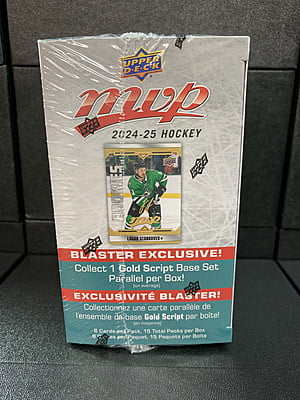 UPPER
DECK
mvp
2024-25 HOCKEY
ROOKIES
LOGAN STANKOVEN
BLASTER EXCLUSIVE!
Collect 1 Gold Script Base Set
Parallel per Box!
(on average)
EXCLUSIVITÉ BLASTER!
Collectionnez une carte parallèle de
l'ensemble de base Gold Script par boîte!
(en moyenne)
6 Cards per Pack, 15 Total Packs per Box
6 Cartes par Paquet, 15 Paquets par Boîte